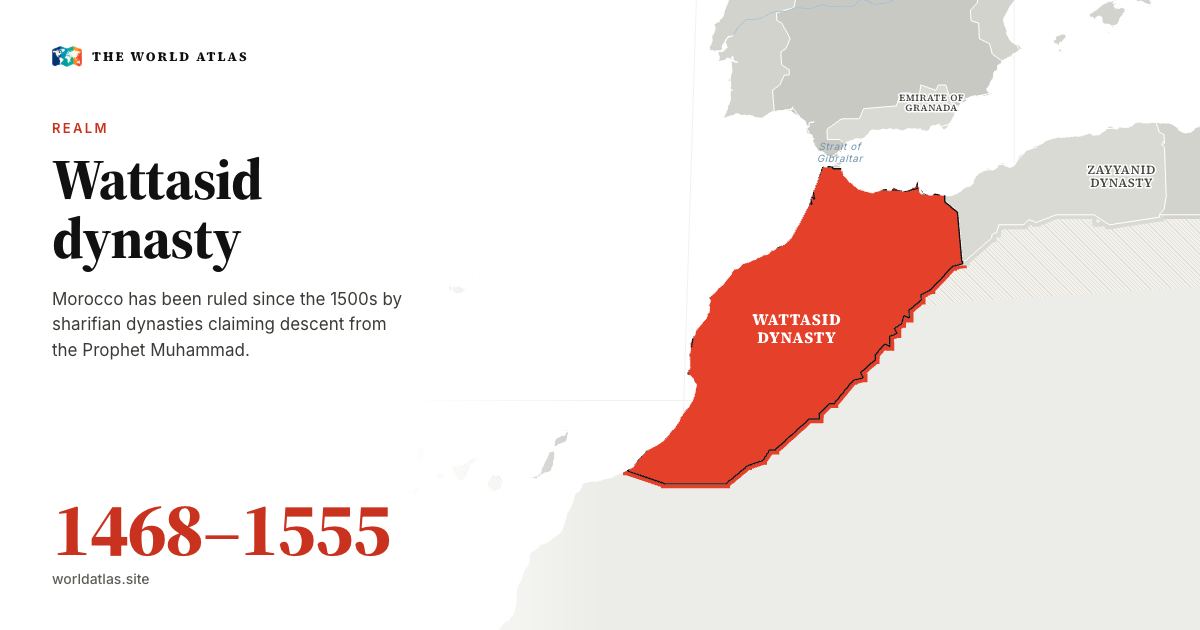 THE WORLD ATLAS
REALM
Wattasid
dynasty
Morocco has been ruled since the 1500s by
sharifian dynasties claiming descent from
the Prophet Muhammad.
1468–1555
worldatlas.site
EMIRATE OF
GRANADA
Strait of
Gibraltar
ZAYYANID
DYNASTY
WATTASID
DYNASTY